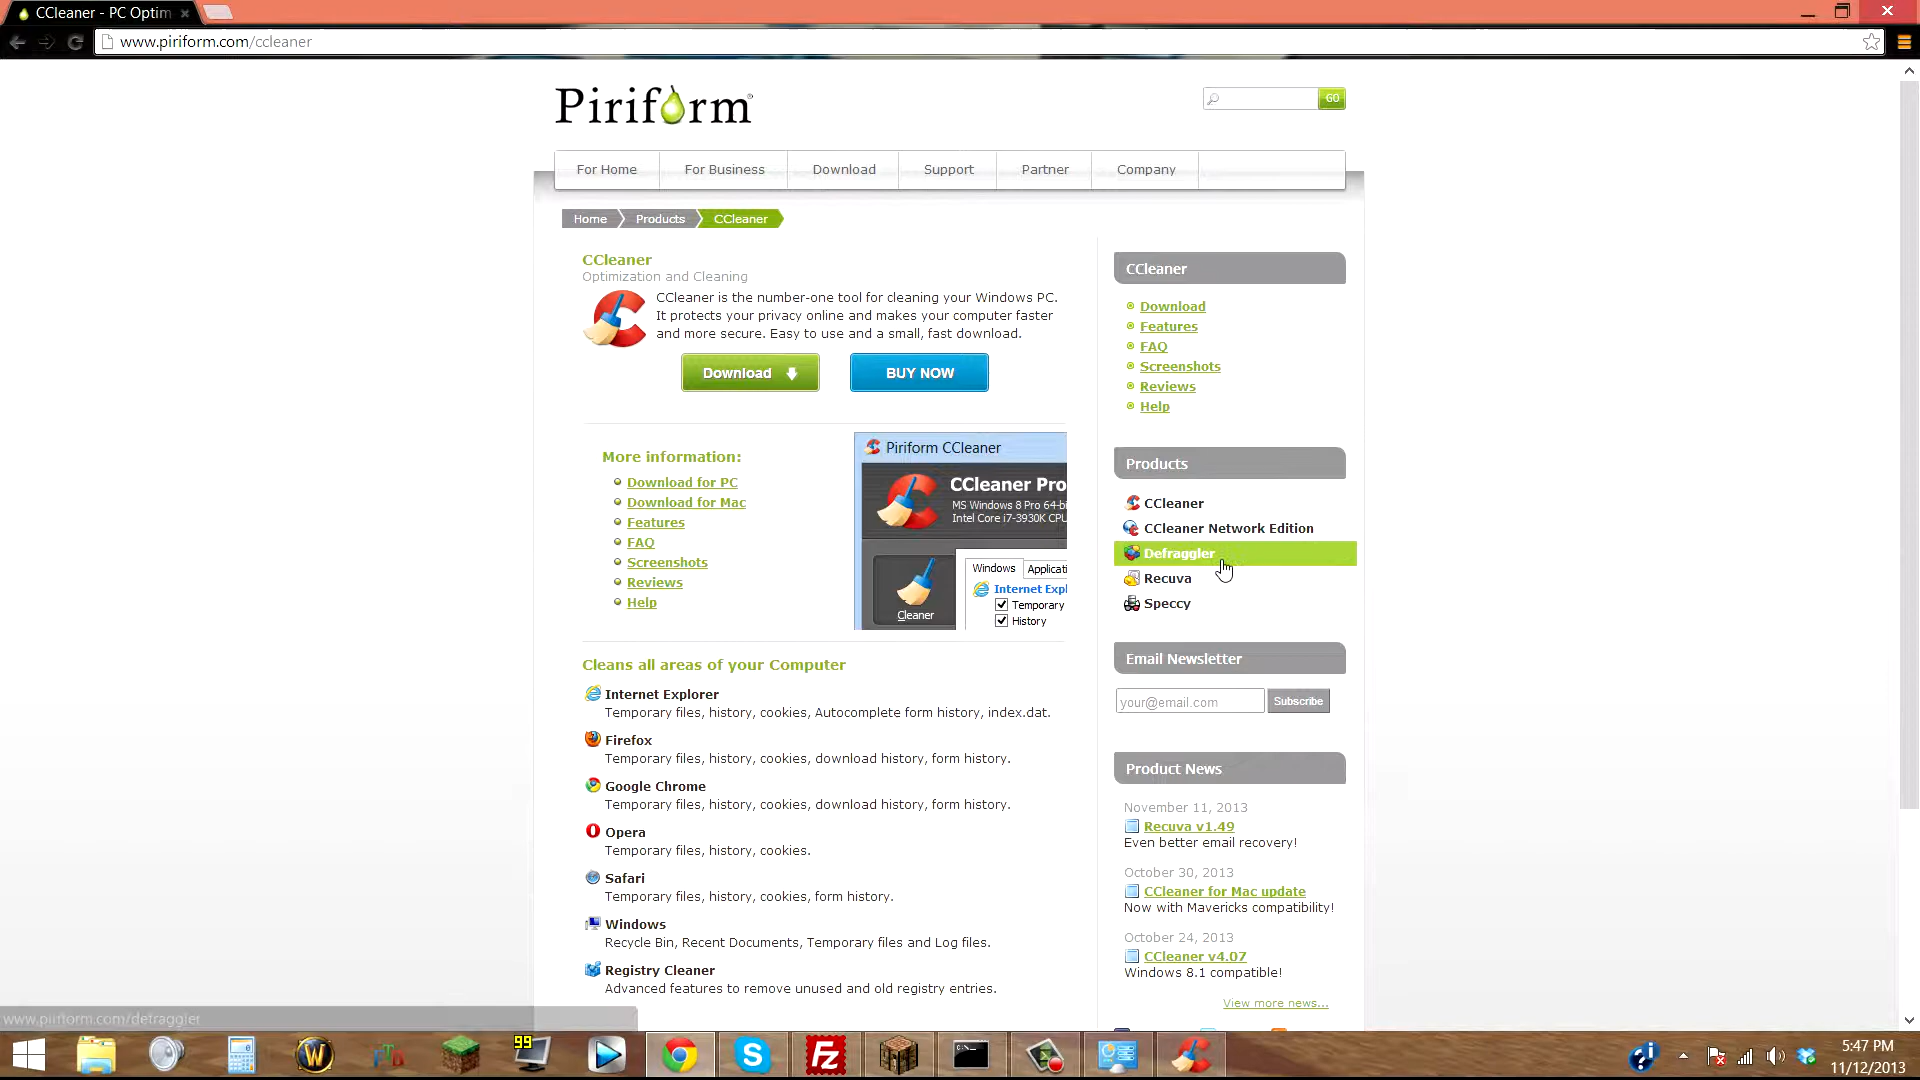 CCleaner - PC Optim
www.piriform.com/ccleaner
Piriform
GO
For Home
For Business
Download
Support
Partner
Company
Home
Products
CCleaner
CCleaner
Optimization and Cleaning
CCleaner is the number-one tool for cleaning your Windows PC.
It protects your privacy online and makes your computer faster
and more secure. Easy to use and a small, fast download.
Download
BUY NOW
More information:
Download for PC
Download for Mac
Features
FAQ
Screenshots
Reviews
Help
Piriform CCleaner
CCleaner Pro
MS Windows 8 Pro 64-bi
Intel Core i7-3930K CPU
Cleaner
Windows
Applicati
Internet Expl
Temporary
History
Cleans all areas of your Computer
Internet Explorer
Temporary files, history, cookies, Autocomplete form history, index.dat.
Firefox
Temporary files, history, cookies, download history, form history.
Google Chrome
Temporary files, history, cookies, download history, form history.
Opera
Temporary files, history, cookies.
Safari
Temporary files, history, cookies, form history.
Windows
Recycle Bin, Recent Documents, Temporary files and Log files.
Registry Cleaner
Advanced features to remove unused and old registry entries.
CCleaner
Download
Features
FAQ
Screenshots
Reviews
Help
Products
CCleaner
CCleaner Network Edition
Defraggler
Recuva
Speccy
Email Newsletter
your@email.com
Subscribe
Product News
November 11, 2013
Recuva v1.49
Even better email recovery!
October 30, 2013
CCleaner for Mac update
Now with Mavericks compatibility!
October 24, 2013
CCleaner v4.07
Windows 8.1 compatible!
View more news...
www.piriform.com/defraggler
99
5:47 PM
11/12/2013